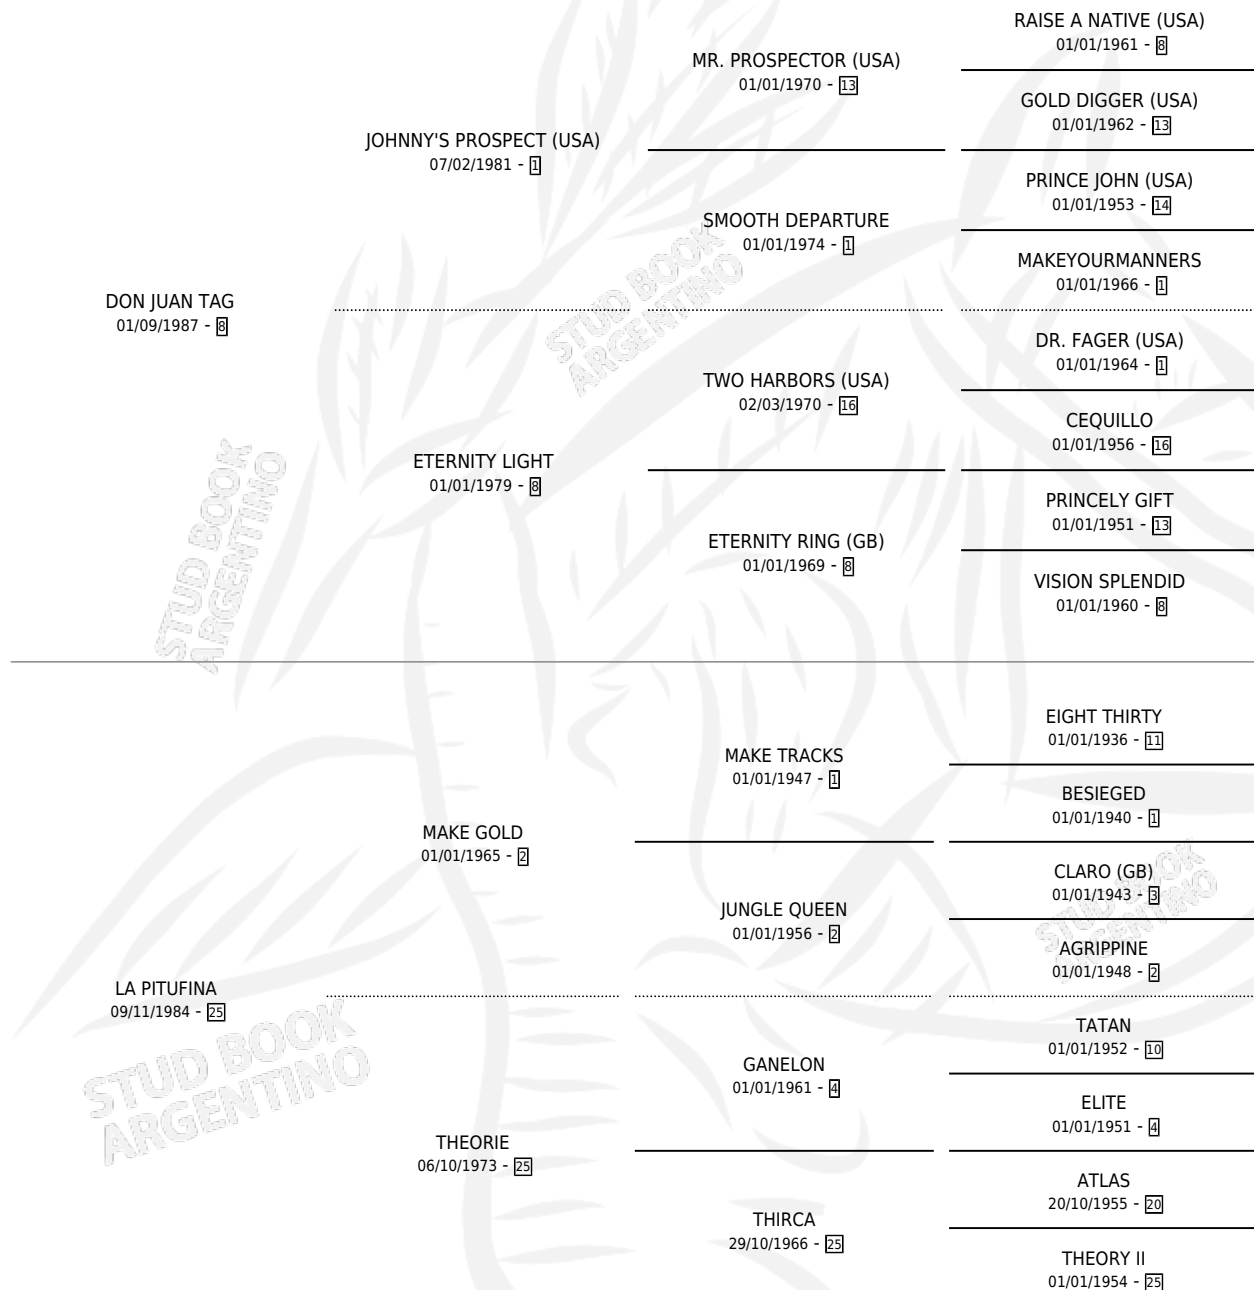 RAISE A NATIVE (USA)
01/01/1961 - 8
MR. PROSPECTOR (USA)
01/01/1970 - 13
GOLD DIGGER (USA)
01/01/1962 - 13
JOHNNY'S PROSPECT (USA)
07/02/1981 - 1
PRINCE JOHN (USA)
01/01/1953 - 14
SMOOTH DEPARTURE
01/01/1974 - 1
MAKEYOURMANNERS
01/01/1966 - 1
DON JUAN TAG
01/09/1987 - 8
DR. FAGER (USA)
01/01/1964 - 1
TWO HARBORS (USA)
02/03/1970 - 16
CEQUILLO
01/01/1956 - 16
ETERNITY LIGHT
01/01/1979 - 8
PRINCELY GIFT
01/01/1951 - 13
ETERNITY RING (GB)
01/01/1969 - 8
VISION SPLENDID
01/01/1960 - 8
EIGHT THIRTY
01/01/1936 - 11
MAKE TRACKS
01/01/1947 - 1
BESIEGED
01/01/1940 - 1
MAKE GOLD
01/01/1965 - 2
CLARO (GB)
01/01/1943 - 3
JUNGLE QUEEN
01/01/1956 - 2
AGRIPPINE
01/01/1948 - 2
LA PITUFINA
09/11/1984 - 25
TATAN
01/01/1952 - 10
GANELON
01/01/1961 - 4
ELITE
01/01/1951 - 4
THEORIE
06/10/1973 - 25
ATLAS
20/10/1955 - 20
THIRCA
29/10/1966 - 25
THEORY II
01/01/1954 - 25
STUD BOOK
ARGENTINO
STUD BOOK
ARGENTINO
STUD BOOK
ARGENTINO
STUD BOOK
ARGENTINO